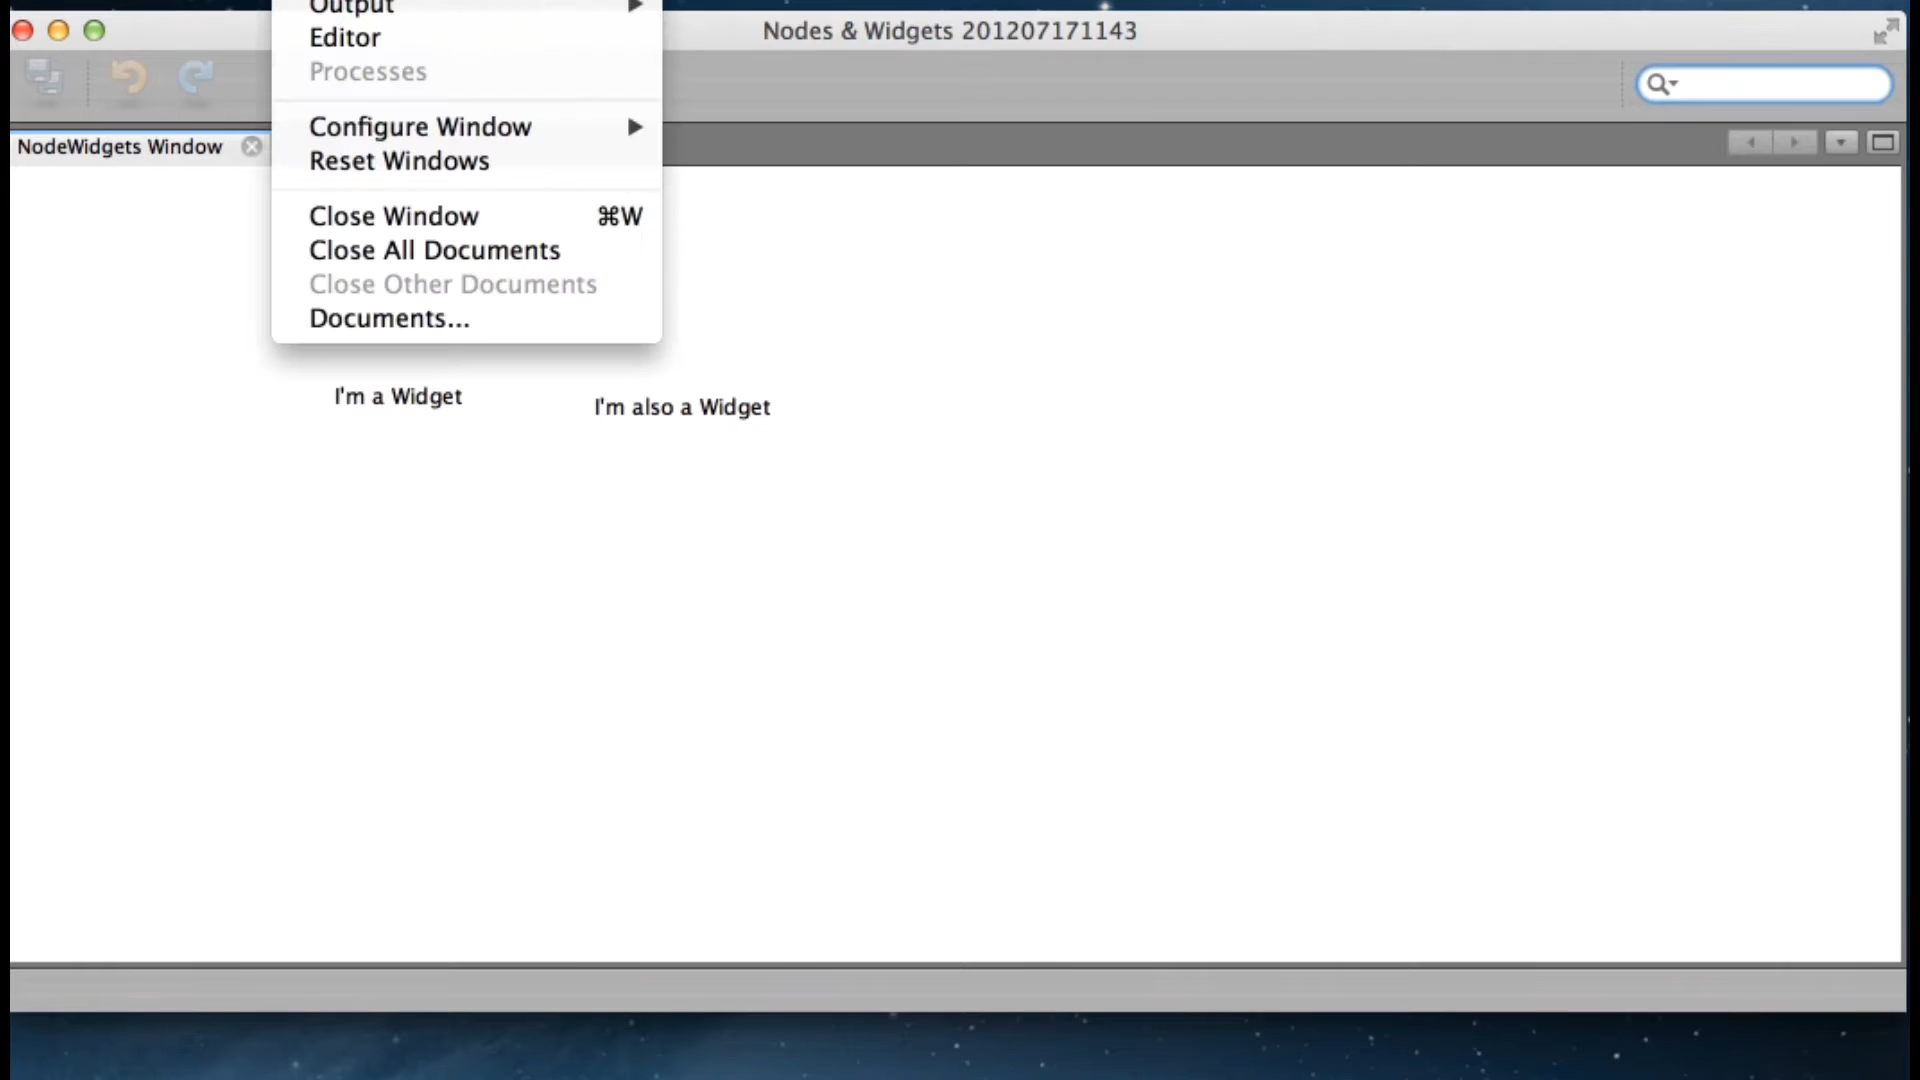 Output
Nodes & Widgets 201207171143
Editor
Processes
Configure Window
NodeWidgets Window
Reset Windows
Close Window ⌘W
Close All Documents
Close Other Documents
Documents...
I'm a Widget
I'm also a Widget